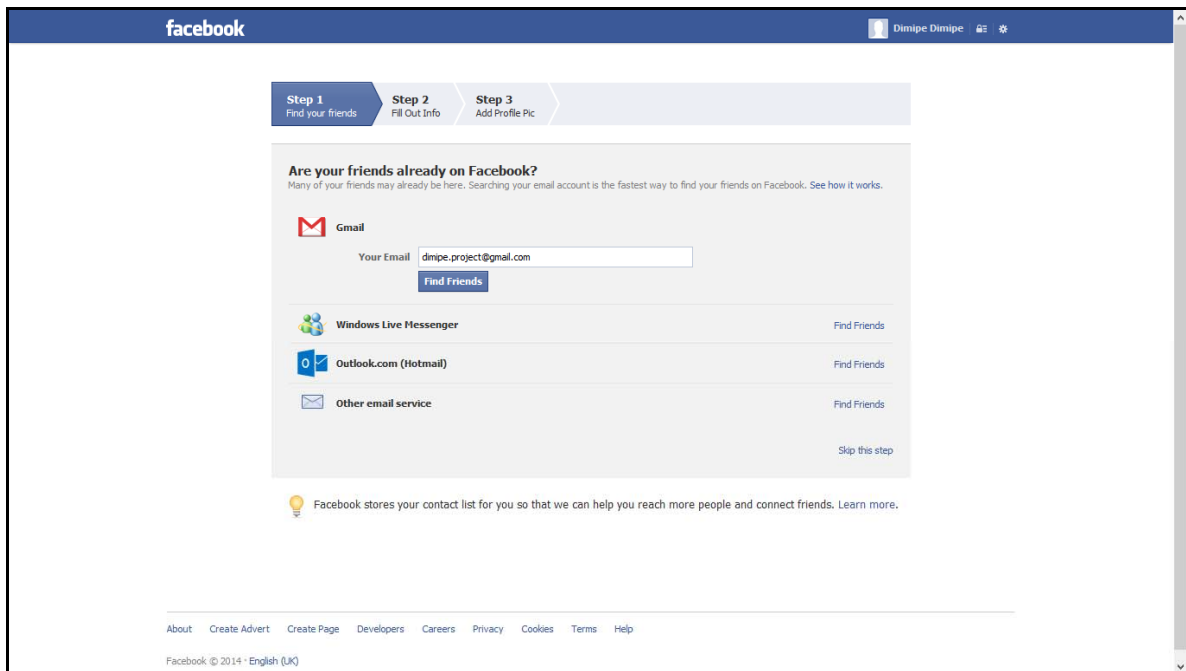 facebook
Dimipe Dimipe
Step 1
Find your friends
Step 2
Fill Out Info
Step 3
Add Profile Pic
Are your friends already on Facebook?
Many of your friends may already be here. Searching your email account is the fastest way to find your friends on Facebook. See how it works.
Gmail
Your Email dimipe.project@gmail.com
Find Friends
Windows Live Messenger Find Friends
Outlook.com (Hotmail) Find Friends
Other email service Find Friends
Skip this step
Facebook stores your contact list for you so that we can help you reach more people and connect friends. Learn more.
About Create Advert Create Page Developers Careers Privacy Cookies Terms Help
Facebook © 2014 · English (UK)